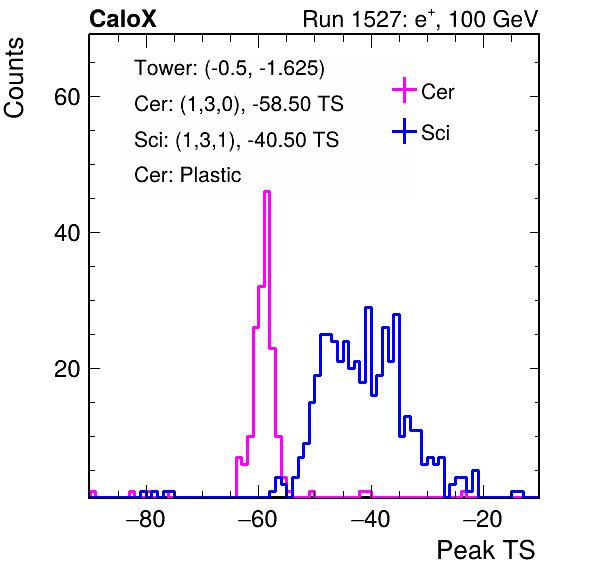 CaloX Run 1527: e⁺, 100 GeV
Counts
Tower: (-0.5, -1.625)
Cer: (1,3,0), -58.50 TS
Sci: (1,3,1), -40.50 TS
Cer: Plastic
Cer
Sci
60
40
20
−80 −60 −40 −20
Peak TS